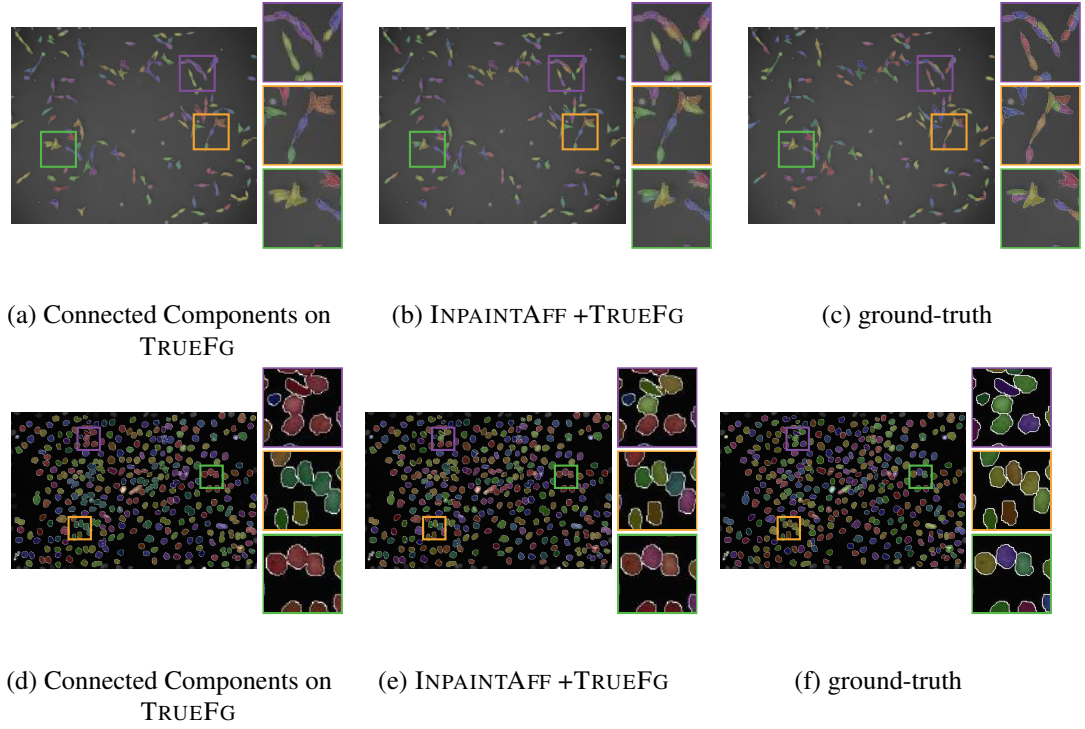 (a) Connected Components on
TRUEFG
(b) INPAINTAFF +TRUEFG
(c) ground-truth
(d) Connected Components on
TRUEFG
(e) INPAINTAFF +TRUEFG
(f) ground-truth